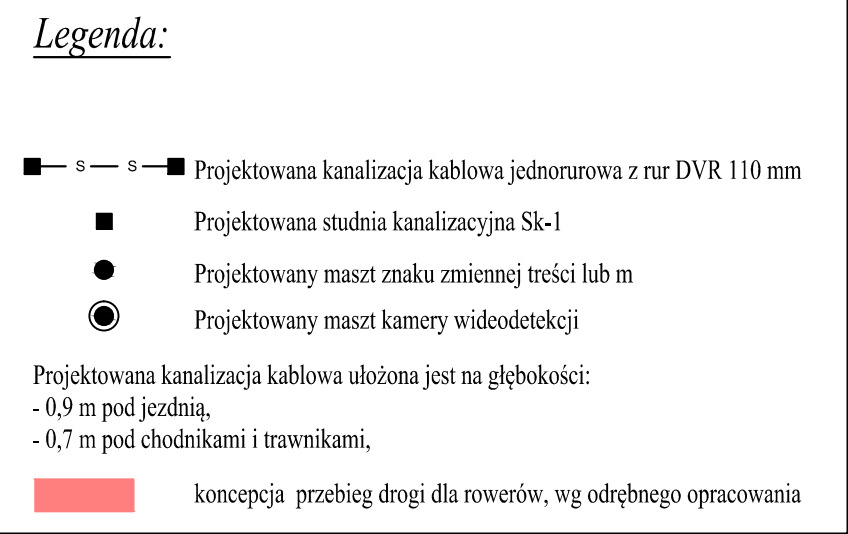 Legenda:
S S Projektowana kanalizacja kablowa jednorurowa z rur DVR 110 mm
Projektowana studnia kanalizacyjna Sk-1
Projektowany maszt znaku zmiennej treści lub m
Projektowany maszt kamery wideodetekcji
Projektowana kanalizacja kablowa ułożona jest na głębokości:
- 0,9 m pod jezdnią,
- 0,7 m pod chodnikami i trawnikami,
koncepcja przebieg drogi dla rowerów, wg odrębnego opracowania